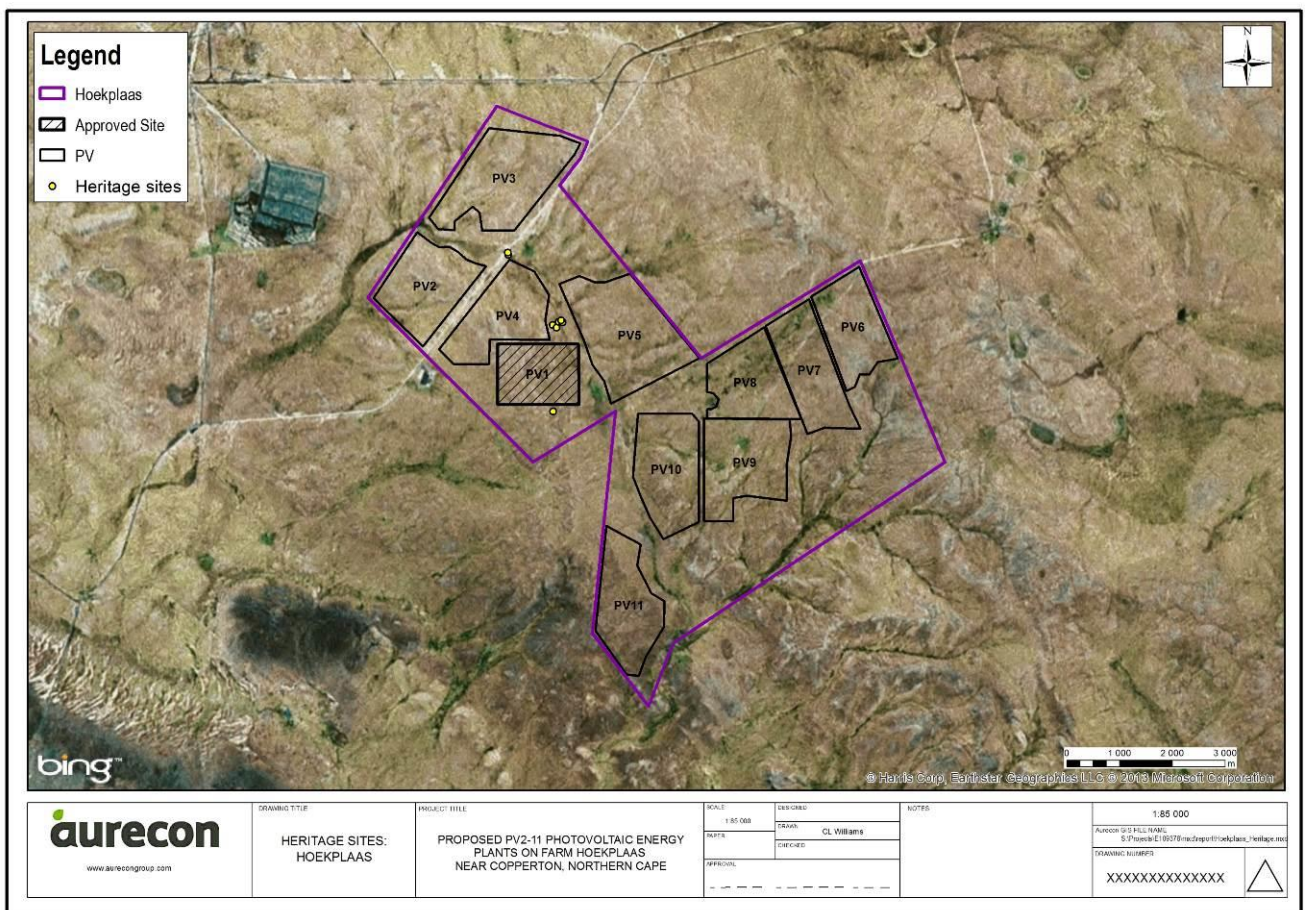 Legend
Hoekplaas
Approved Site
PV
Heritage sites
N
PV3
PV2
PV4
PV5
PV6
PV1
PV8
PV7
PV10
PV9
PV11
bing™
0 1 000 2 000 3 000
m
© Harris Corp, Earthstar Geographics LLC © 2013 Microsoft Corporation
aurecon
www.aurecongroup.com
DRAWING TITLE
HERITAGE SITES:
HOEKPLAAS
PROJECT TITLE
PROPOSED PV2-11 PHOTOVOLTAIC ENERGY
PLANTS ON FARM HOEKPLAAS
NEAR COPPERTON, NORTHERN CAPE
SCALE
1:85 000
PAPER
APPROVAL
DESIGNED
DRAWN
CL Williams
CHECKED
NOTES
1:85 000
Aurecon GIS FILE NAME
DRAWING NUMBER
XXXXXXXXXXXXXX